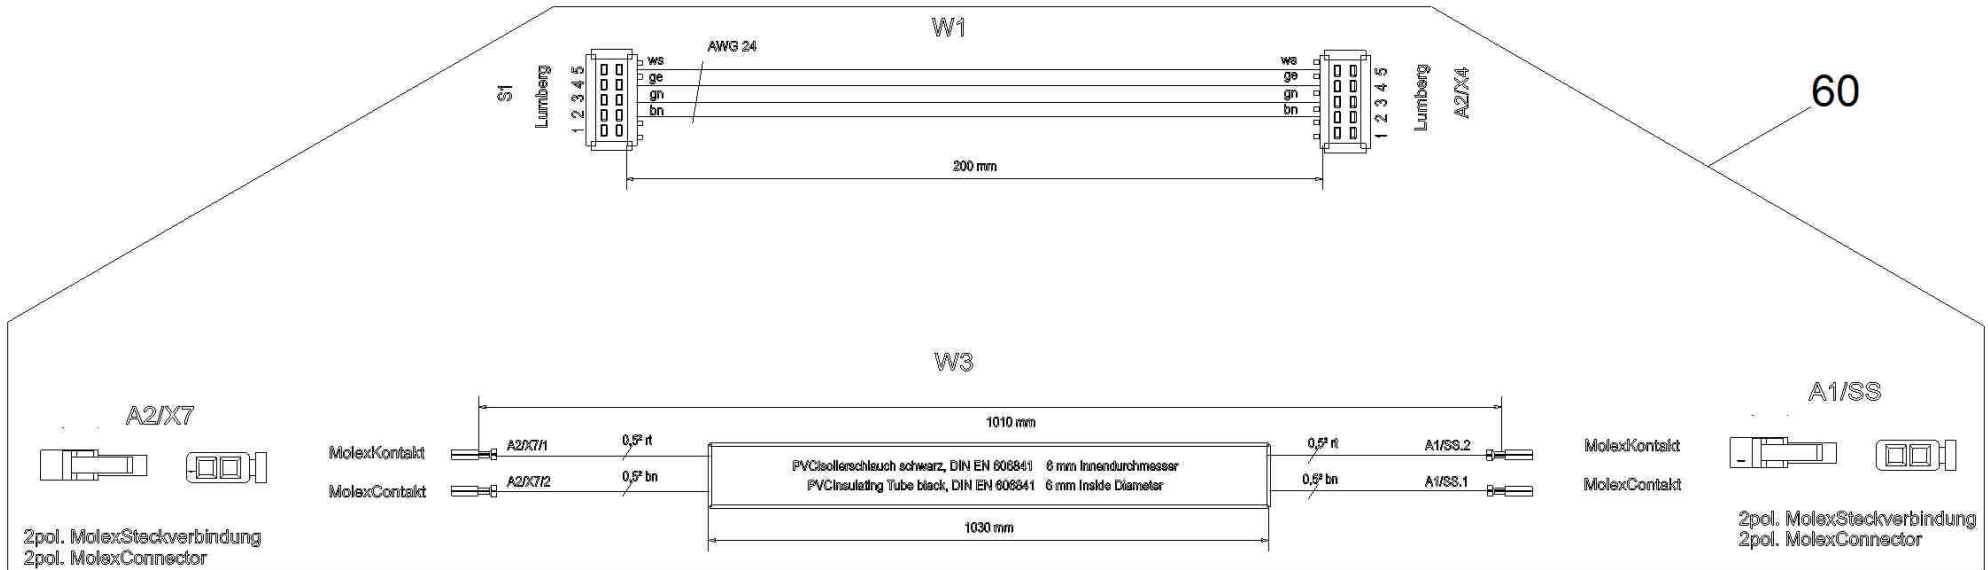 W1
AWG 24
ws
ge
gn
bn
ws
ge
gn
bn
S1
Lumberg
5
4
3
2
1
5
4
3
2
1
Lumberg
A2/X4
60
200 mm
W3
A2/X7
A1/SS
1010 mm
MolexKontakt
A2/X7/1
0,5² rt
0,5² rt
A1/SS.2
MolexKontakt
PVCIsolierschlauch schwarz, DIN EN 606841 6 mm Innendurchmesser
PVCInsulating Tube black, DIN EN 606841 6 mm Inside Diameter
MolexContakt
A2/X7/2
0,5² bn
0,5² bn
A1/SS.1
MolexContakt
1030 mm
2pol. MolexSteckverbindung
2pol. MolexConnector
2pol. MolexSteckverbindung
2pol. MolexConnector